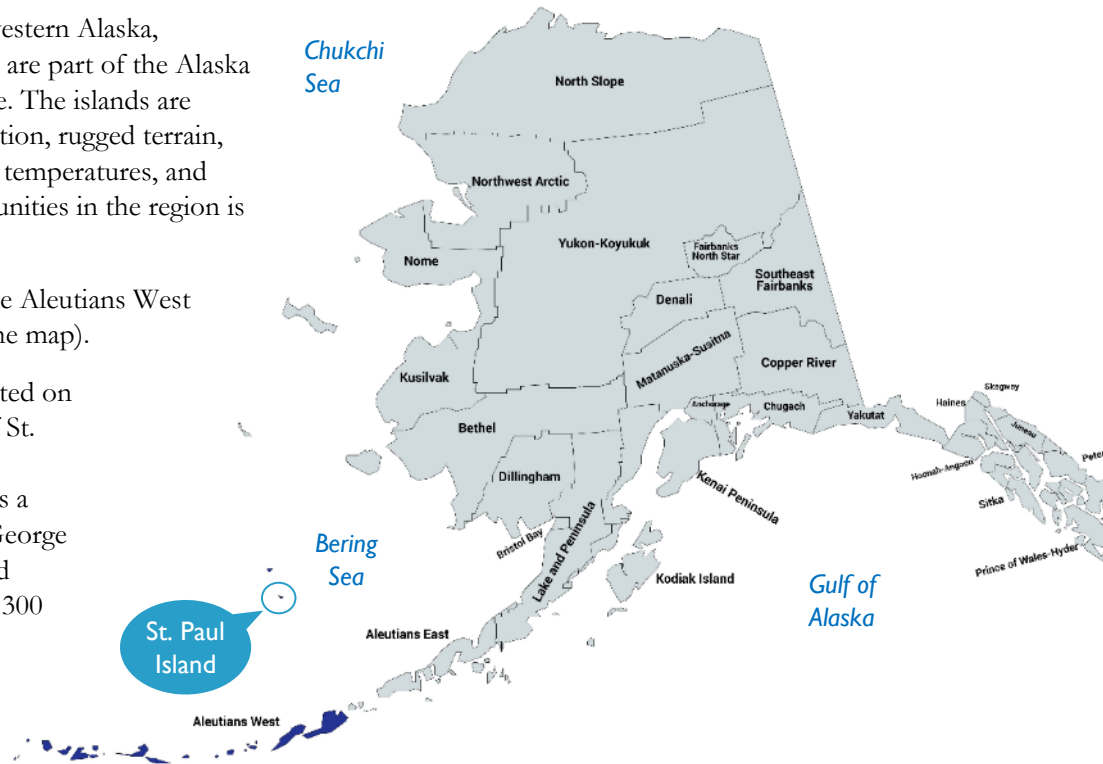 vestern Alaska,
are part of the Alaska
e. The islands are
tion, rugged terrain,
temperatures, and
unities in the region is
e Aleutians West
ne map).
ted on
f St.
s a
George
d
300
Chukchi
Sea
North Slope
Northwest Arctic
Nome
Yukon-Koyukuk
Fairbanks
North Star
Southeast
Fairbanks
Denali
Matanuska-Susitna
Copper River
Kusilvak
Bethel
Dillingham
Anchorage
Chugach
Yakutat
Skagway
Haines
Juneau
Hoonah-Angoon
Peter
Sitka
Prince of Wales-Hyder
Kenai Peninsula
Bristol Bay
Lake and Peninsula
Kodiak Island
Bering
Sea
Gulf of
Alaska
St. Paul
Island
Aleutians East
Aleutians West